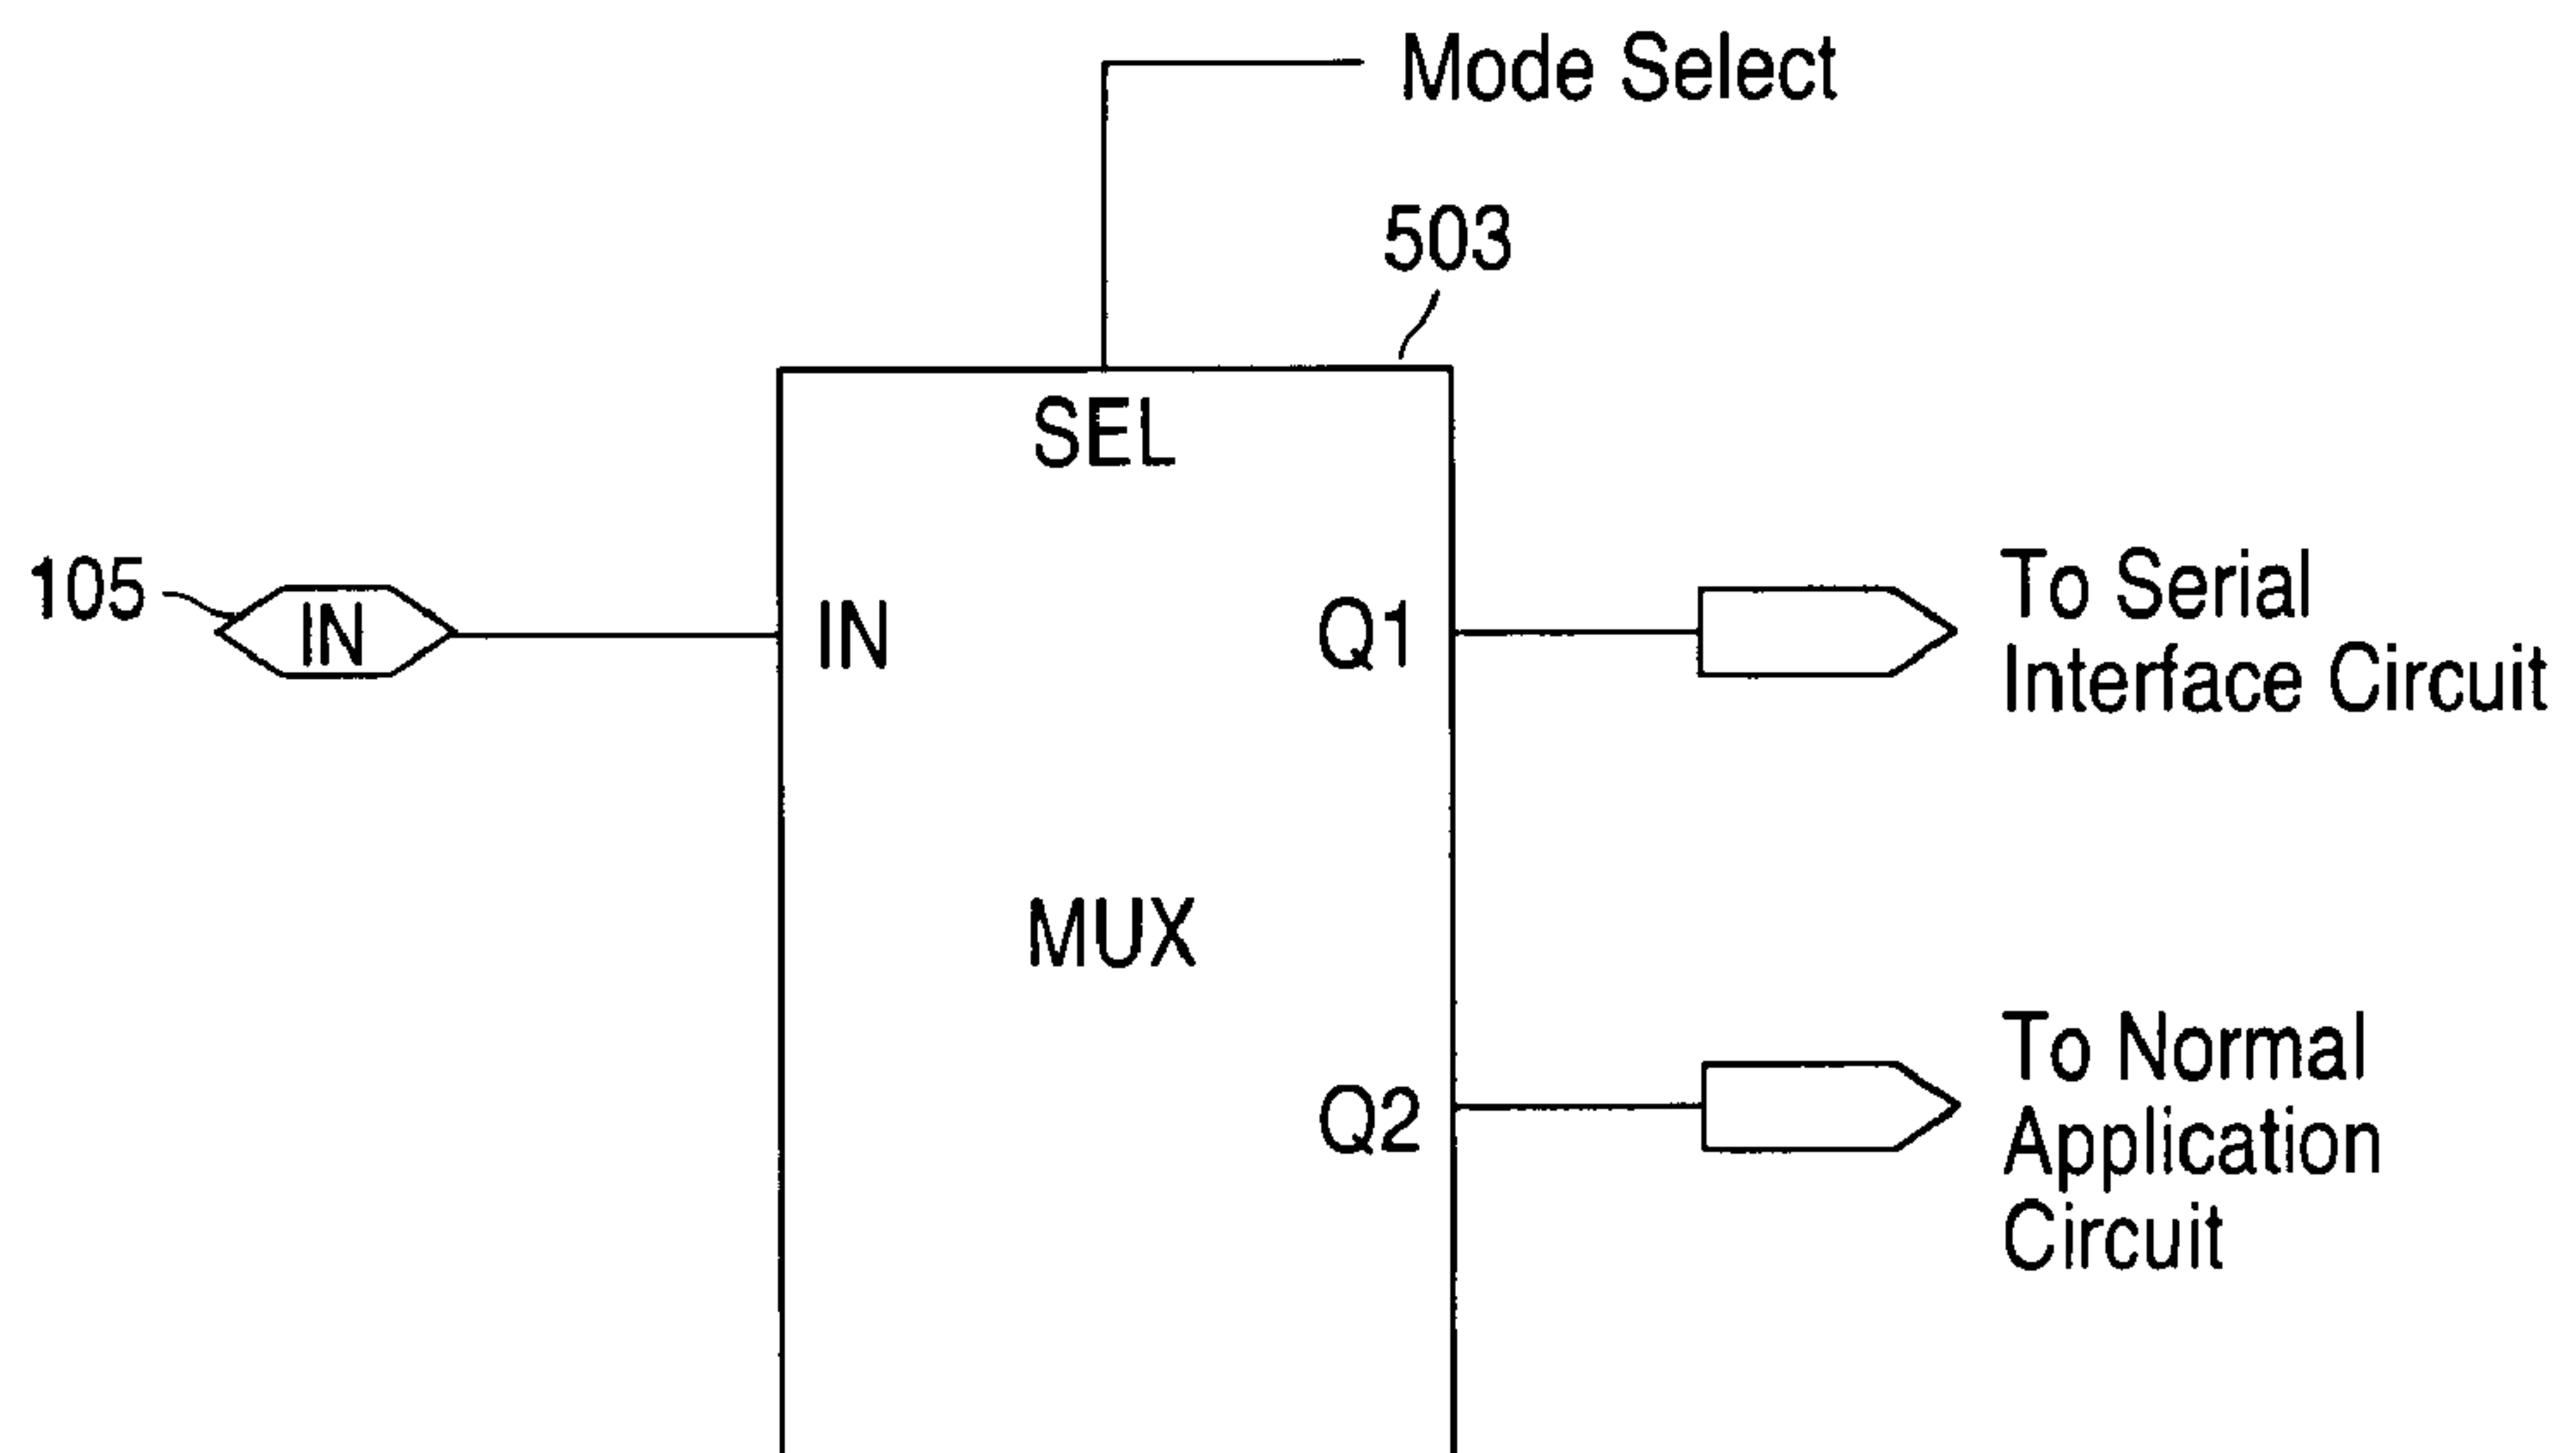 Mode Select
503
SEL
105
IN
IN
Q1
To Serial
Interface Circuit
MUX
Q2
To Normal
Application
Circuit